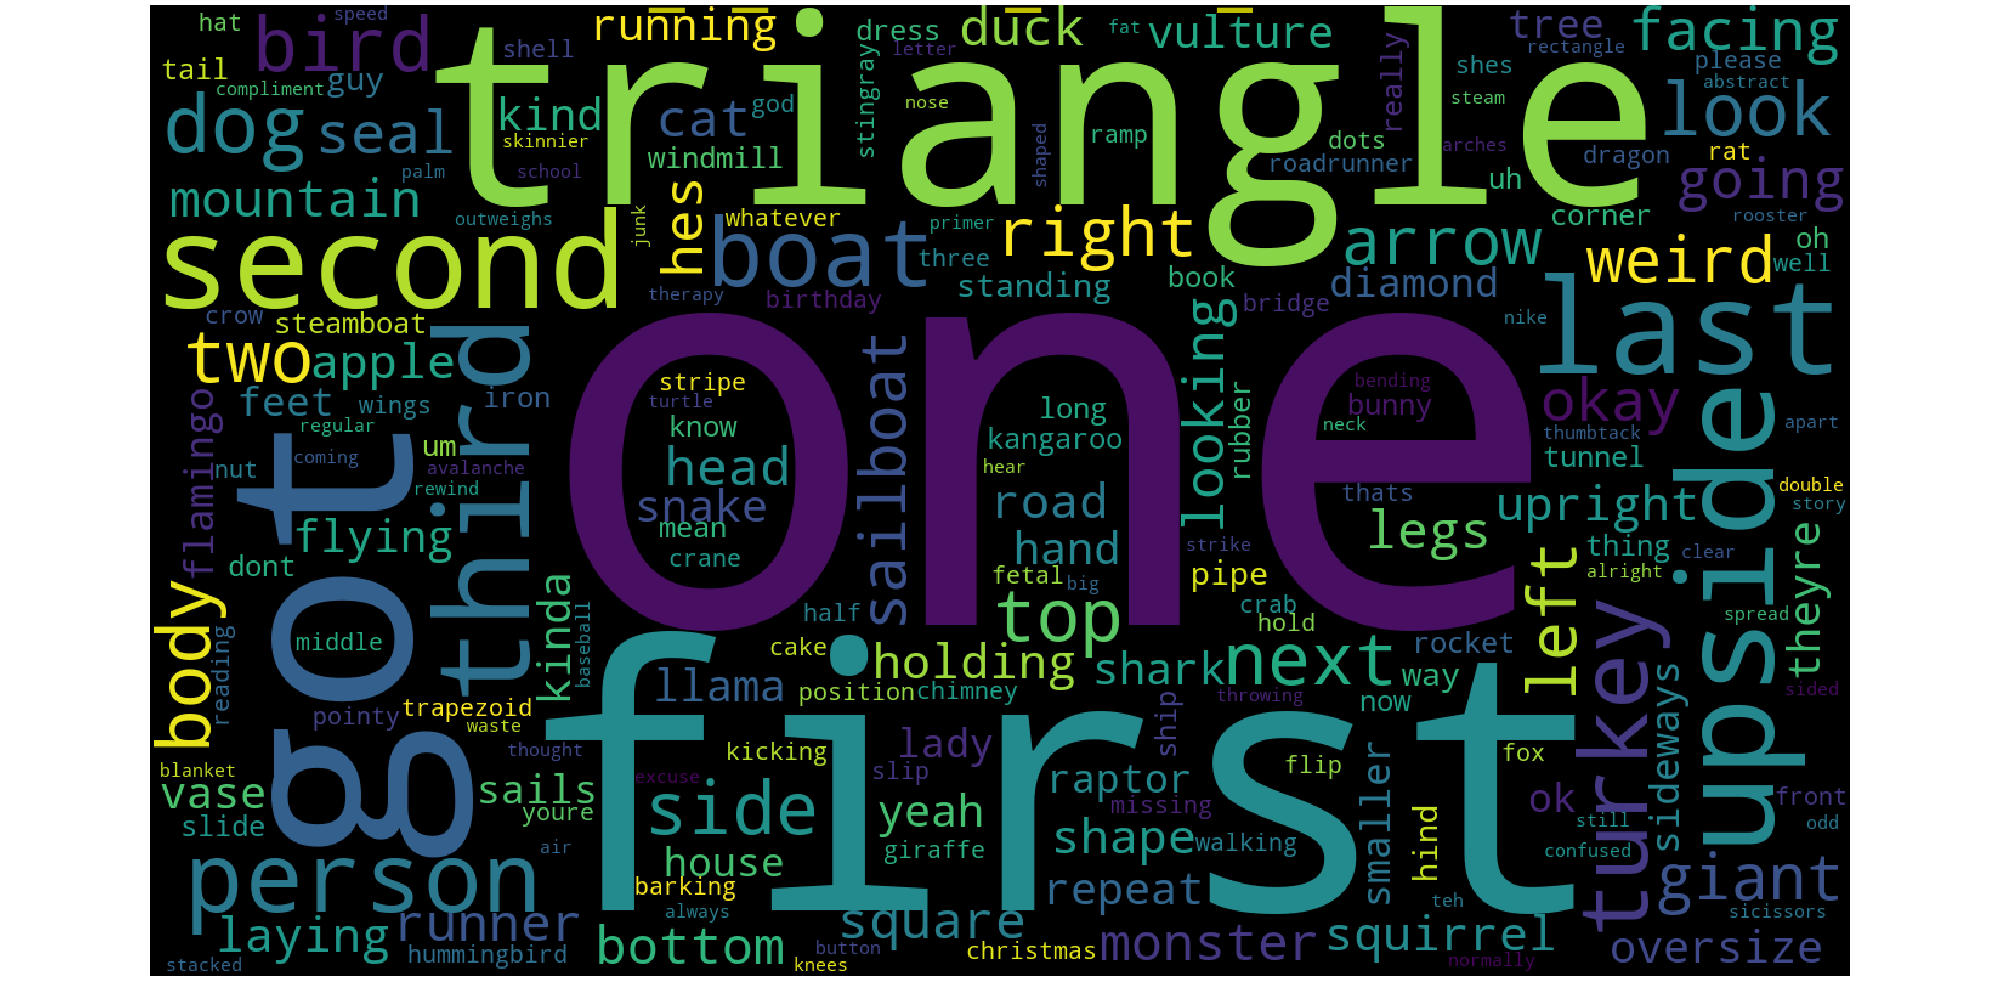 hat
speed
bird
running
triangle
dress
duck
fat
vulture
tree
facing
tail
compliment
guy
shell
letter
really
rectangle
please
abstract
shes
steam
dog
seal
kind
skinnier
school
cat
god
windmill
stingray
nose
shaped
ramp
dots
roadrunner
arches
dragon
rat
look
palm
mountain
outweighs
junk
hes
whatever
primer
right
uh
corner
going
rooster
second
boat
three
standing
book
arrow
weird
oh
well
therapy
birthday
bridge
diamond
nike
crow
steamboat
third
one
sailboat
looking
last
two
apple
stripe
turtle
bending
bunny
neck
okay
upside
flamingo
feet
wings
iron
regular
got
um
know
head
long
kangaroo
hear
rubber
thumbtack
tunnel
apart
nut
coming
avalanche
rewind
snake
mean
crane
road
hand
thats
legs
upright
double
story
flying
dont
strike
pipe
thing
clear
alright
theyre
body
kinda
baseball
half
fetal
big
top
crab
hold
left
turkey
spread
reading
middle
cake
holding
shark
next
rocket
way
sideways
sided
pointy
trapezoid
waste
llama
position
chimney
throwing
now
first
thought
kicking
lady
ship
slip
flip
fox
blanket
vase
slide
sails
youre
excuse
side
yeah
raptor
missing
shape
walking
smaller
hind
ok
still
front
odd
air
house
giraffe
confused
person
barking
always
repeat
teh
giant
sicissors
laying
runner
hummingbird
square
button
stacked
bottom
knees
christmas
monster
squirrel
normally
oversize